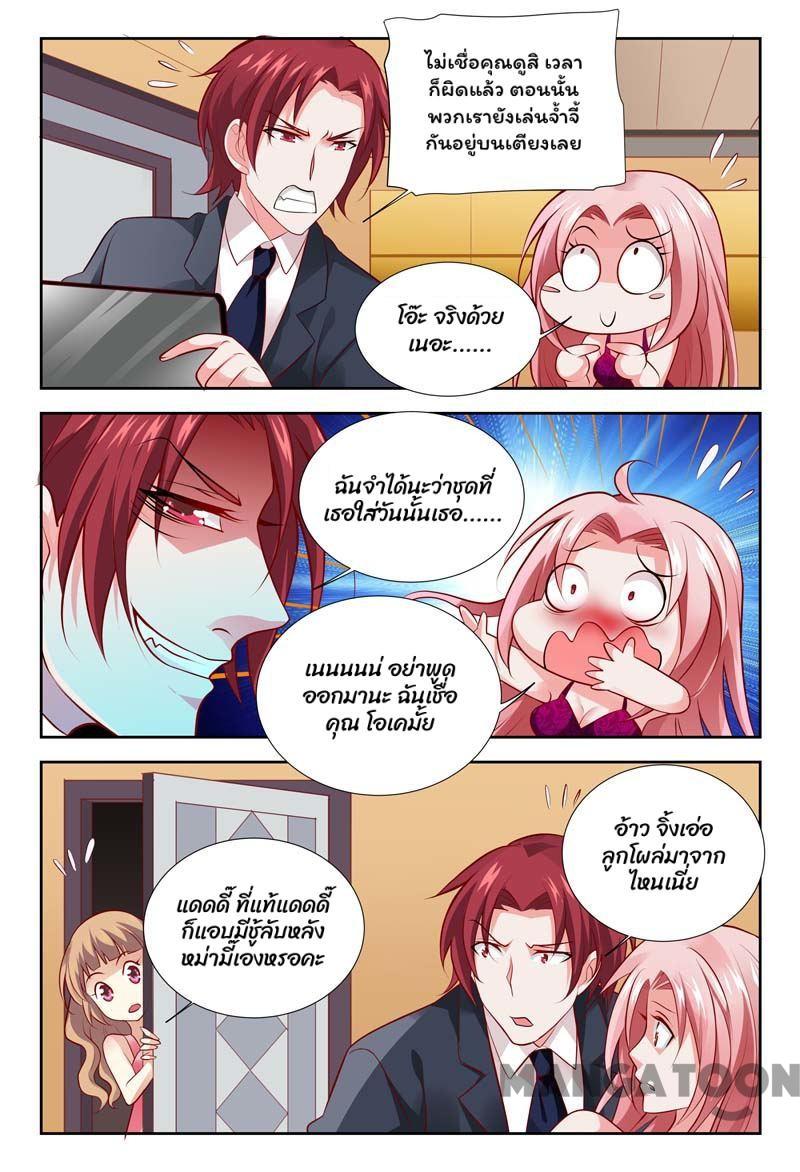 ไม่เชื่อคุณดูสิ เวลา
ก็ผิดแล้ว ตอนนั้น
พวกเรายังเล่นจ้ำจี้
กันอยู่บนเตียงเลย
โอ๊ะ จริงด้วย
เนอะ......
ฉันจำได้นะว่าชุดที่
เธอใส่วันนั้นเธอ......
เนนนนน่ อย่าพูด
ออกมานะ ฉันเชื่อ
คุณ โอเคมั้ย
อ้าว จิ้งเอ่อ
ลูกโผล่มาจาก
ไหนเนี่ย
แดดดี๊ ที่แท้แดดดี๊
ก็แอบมีชู้ลับหลัง
หม่ามี๊เองหรอคะ
MANGATOON